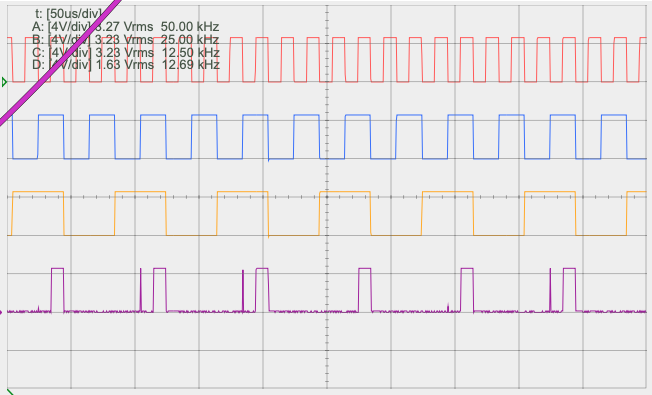 t: [50us/div]
A: [4V/div] 3.27 Vrms 50.00 kHz
B: [4V/div] 3.23 Vrms 25.00 kHz
C: [4V/div] 3.23 Vrms 12.50 kHz
D: [4V/div] 1.63 Vrms 12.69 kHz